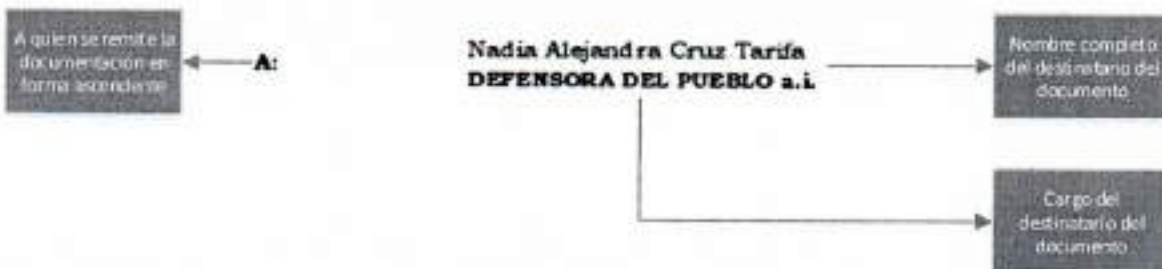 A quien se remite la
documentación en
forma ascendente
A:
Nadia Alejandra Cruz Tarifa
DEFENSORA DEL PUEBLO a.i.
Nombre completo
del destinatario del
documento
Cargo del
destinatario del
documento